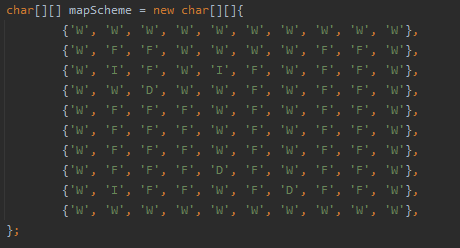 char[][] mapScheme = new char[][]{
{'W', 'W', 'W', 'W', 'W', 'W', 'W', 'W', 'W', 'W'},
{'W', 'F', 'F', 'W', 'W', 'W', 'W', 'F', 'F', 'W'},
{'W', 'I', 'F', 'W', 'I', 'F', 'W', 'F', 'F', 'W'},
{'W', 'W', 'D', 'W', 'W', 'F', 'W', 'F', 'F', 'W'},
{'W', 'F', 'F', 'F', 'W', 'F', 'W', 'F', 'F', 'W'},
{'W', 'F', 'F', 'F', 'W', 'F', 'W', 'F', 'F', 'W'},
{'W', 'F', 'F', 'F', 'W', 'F', 'W', 'F', 'F', 'W'},
{'W', 'F', 'F', 'F', 'D', 'F', 'W', 'F', 'F', 'W'},
{'W', 'I', 'F', 'F', 'W', 'F', 'D', 'F', 'F', 'W'},
{'W', 'W', 'W', 'W', 'W', 'W', 'W', 'W', 'W', 'W'},
};